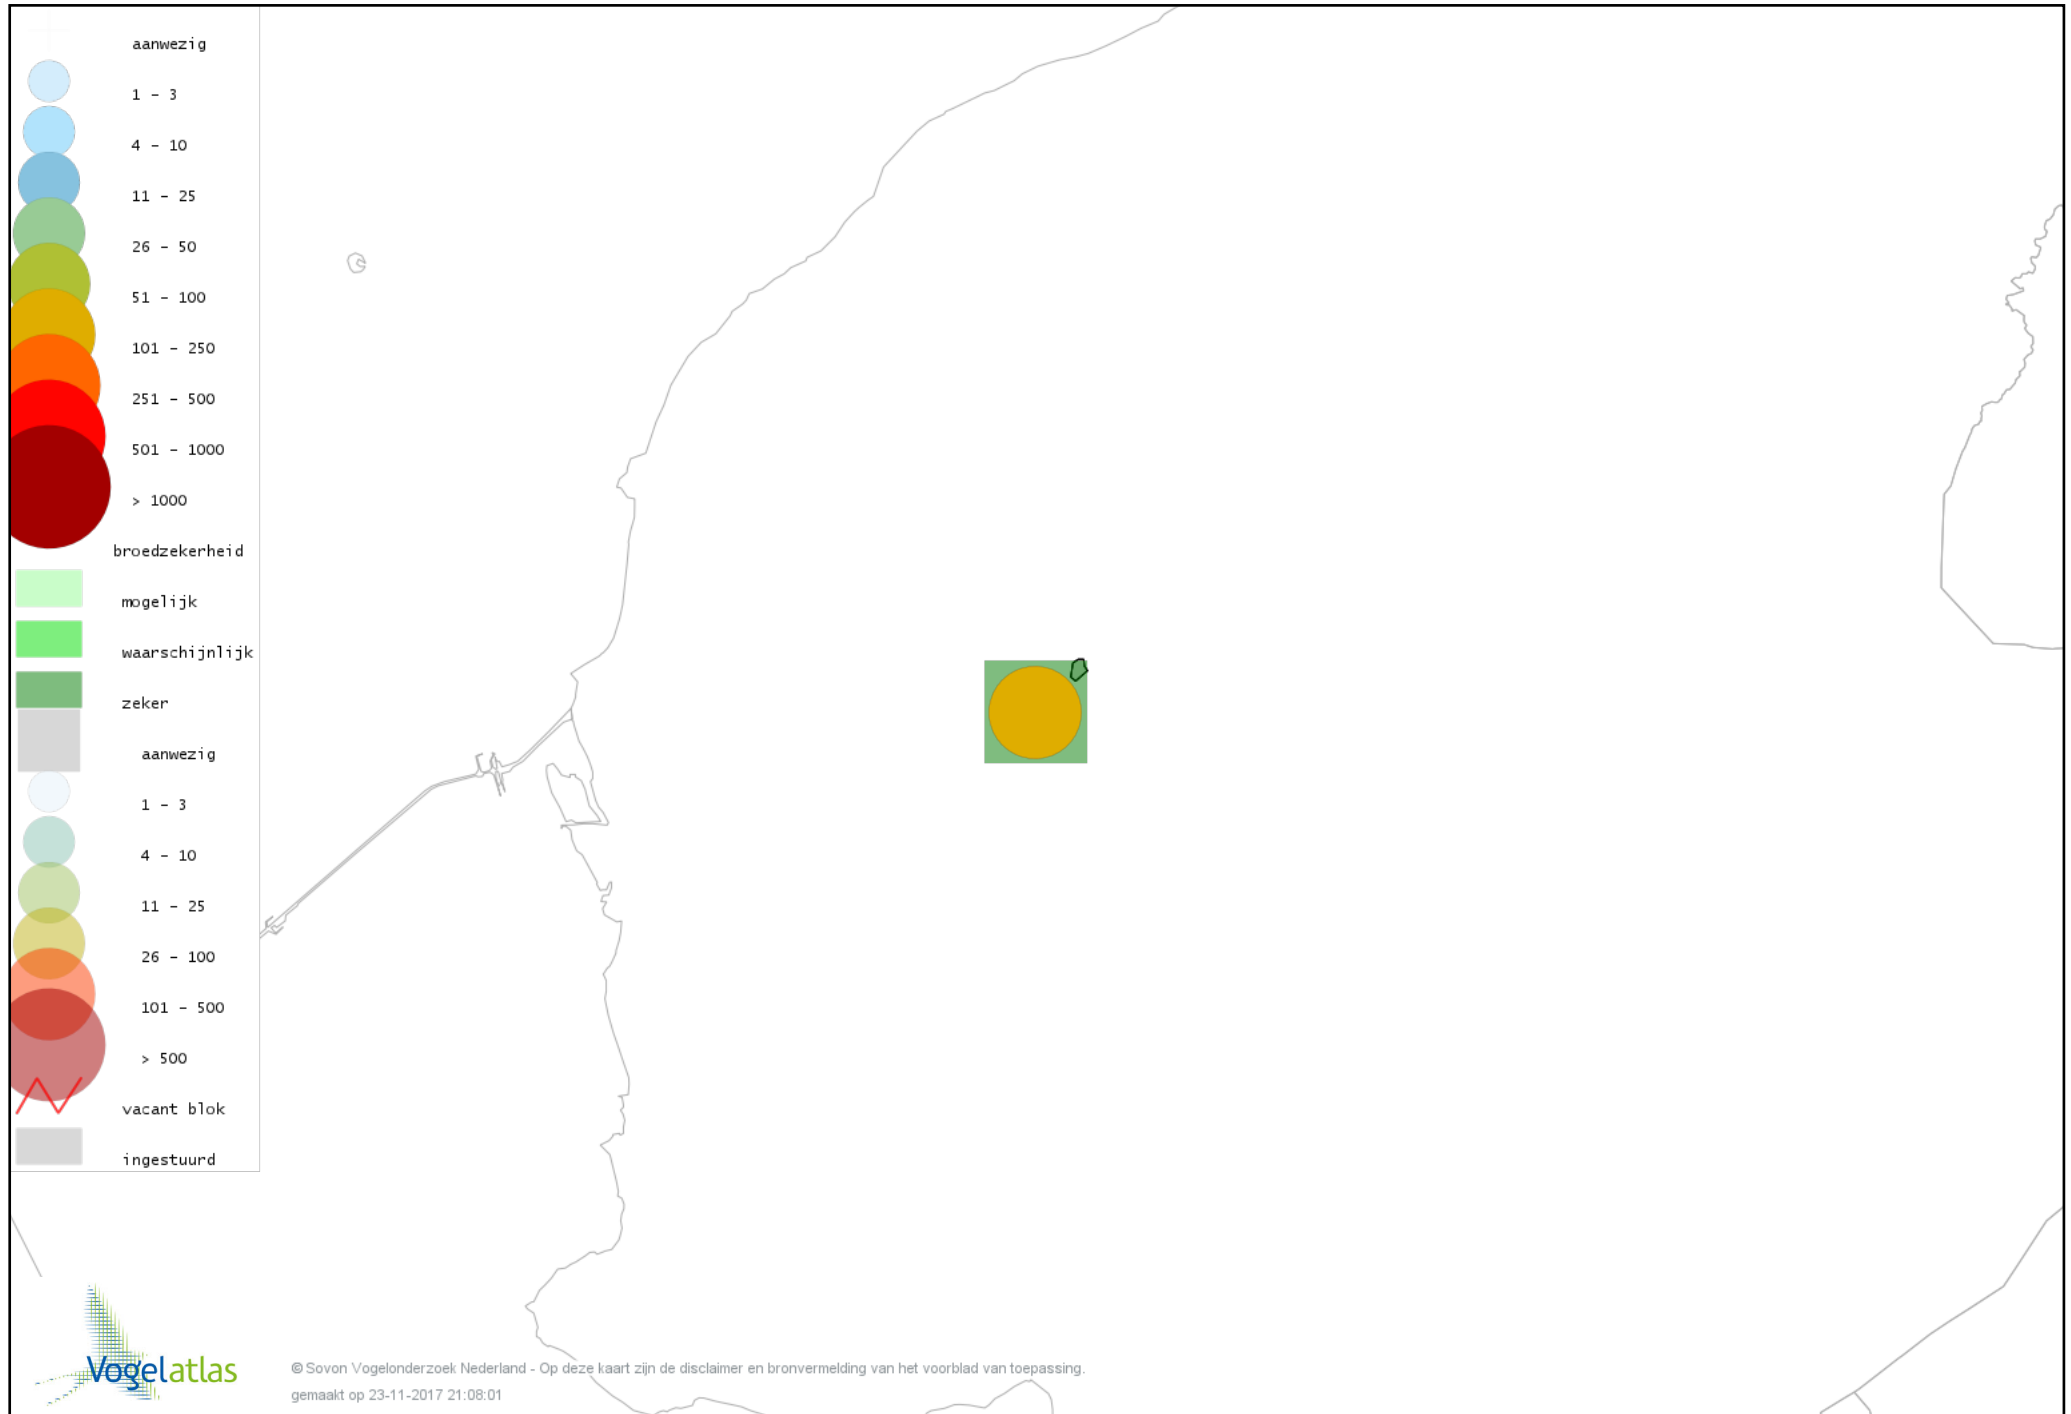 aanwezig
1 - 3
4 - 10
11 - 25
26 - 50
51 - 100
101 - 250
251 - 500
501 - 1000
> 1000
broedzekerheid
mogelijk
waarschijnlijk
zeker
aanwezig
1 - 3
4 - 10
11 - 25
26 - 100
101 - 500
> 500
vacant blok
ingestuurd
Vogelatlas
© Sovon Vogelonderzoek Nederland - Op deze kaart zijn de disclaimer en bronvermelding van het voorblad van toepassing.
gemaakt op 23-11-2017 21:08:01